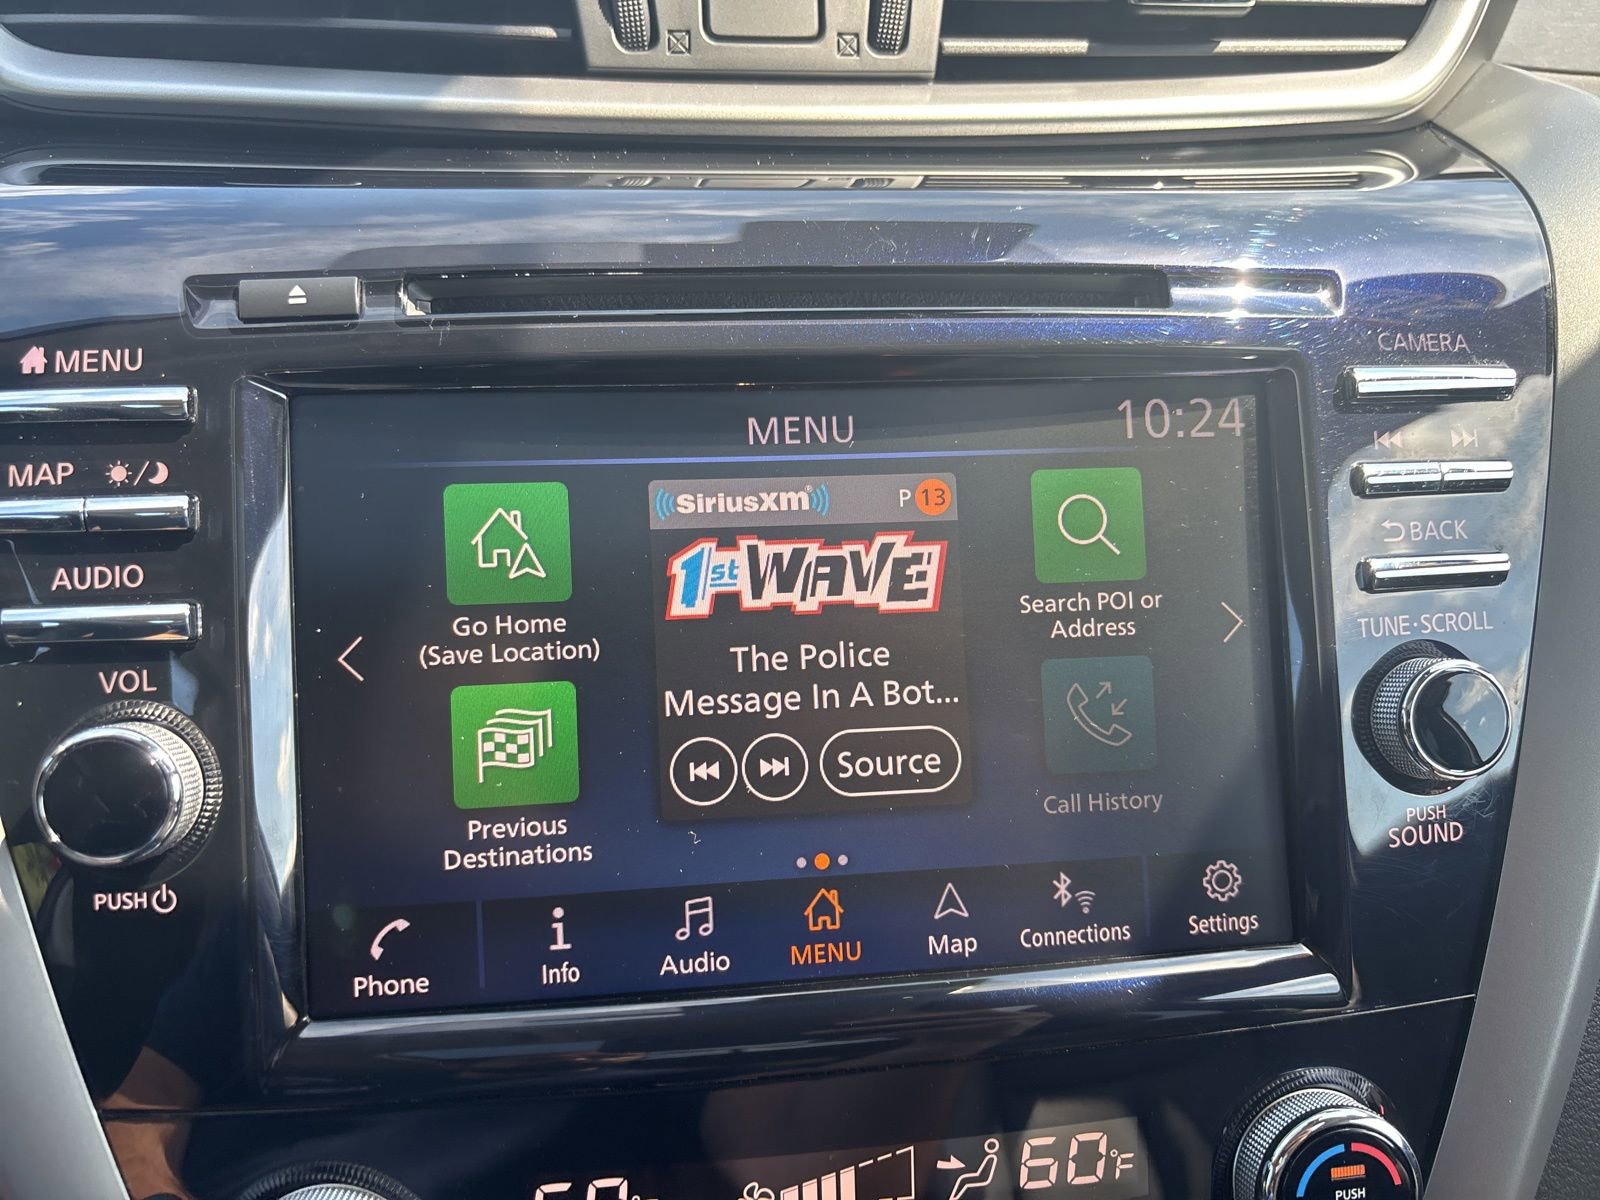 MENU
MAP
AUDIO
VOL
PUSH
MENU
10:24
Go Home
(Save Location)
Previous
Destinations
SiriusXm
P 13
1st WAVE
The Police
Message In A Bot...
Source
Search POI or
Address
Call History
Phone
Info
Audio
MENU
Map
Connections
Settings
CAMERA
BACK
TUNE·SCROLL
PUSH
SOUND
60°F
PUSH